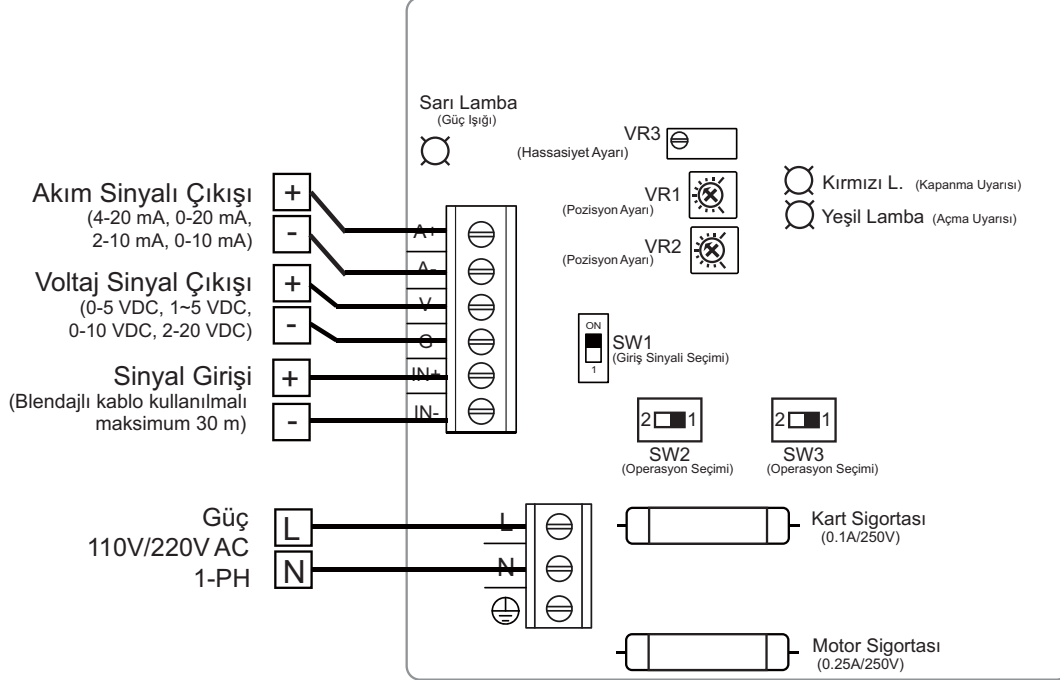 Sarı Lamba
(Güç Işığı)
VR3
(Hassasiyet Ayarı)
VR1
(Pozisyon Ayarı)
VR2
(Pozisyon Ayarı)
Kırmızı L. (Kapanma Uyarısı)
Yeşil Lamba (Açma Uyarısı)
Akım Sinyalı Çıkışı
(4-20 mA, 0-20 mA,
2-10 mA, 0-10 mA)
+
-
A+
A-
Voltaj Sinyal Çıkışı
(0-5 VDC, 1~5 VDC,
0-10 VDC, 2-20 VDC)
+
-
V
G
Sinyal Girişi
(Blendajlı kablo kullanılmalı
maksimum 30 m)
+
-
IN+
IN-
ON
1
SW1
(Giriş Sinyali Seçimi)
2 1
SW2
(Operasyon Seçimi)
2 1
SW3
(Operasyon Seçimi)
Güç
110V/220V AC
1-PH
L
N
L
N
Kart Sigortası
(0.1A/250V)
Motor Sigortası
(0.25A/250V)